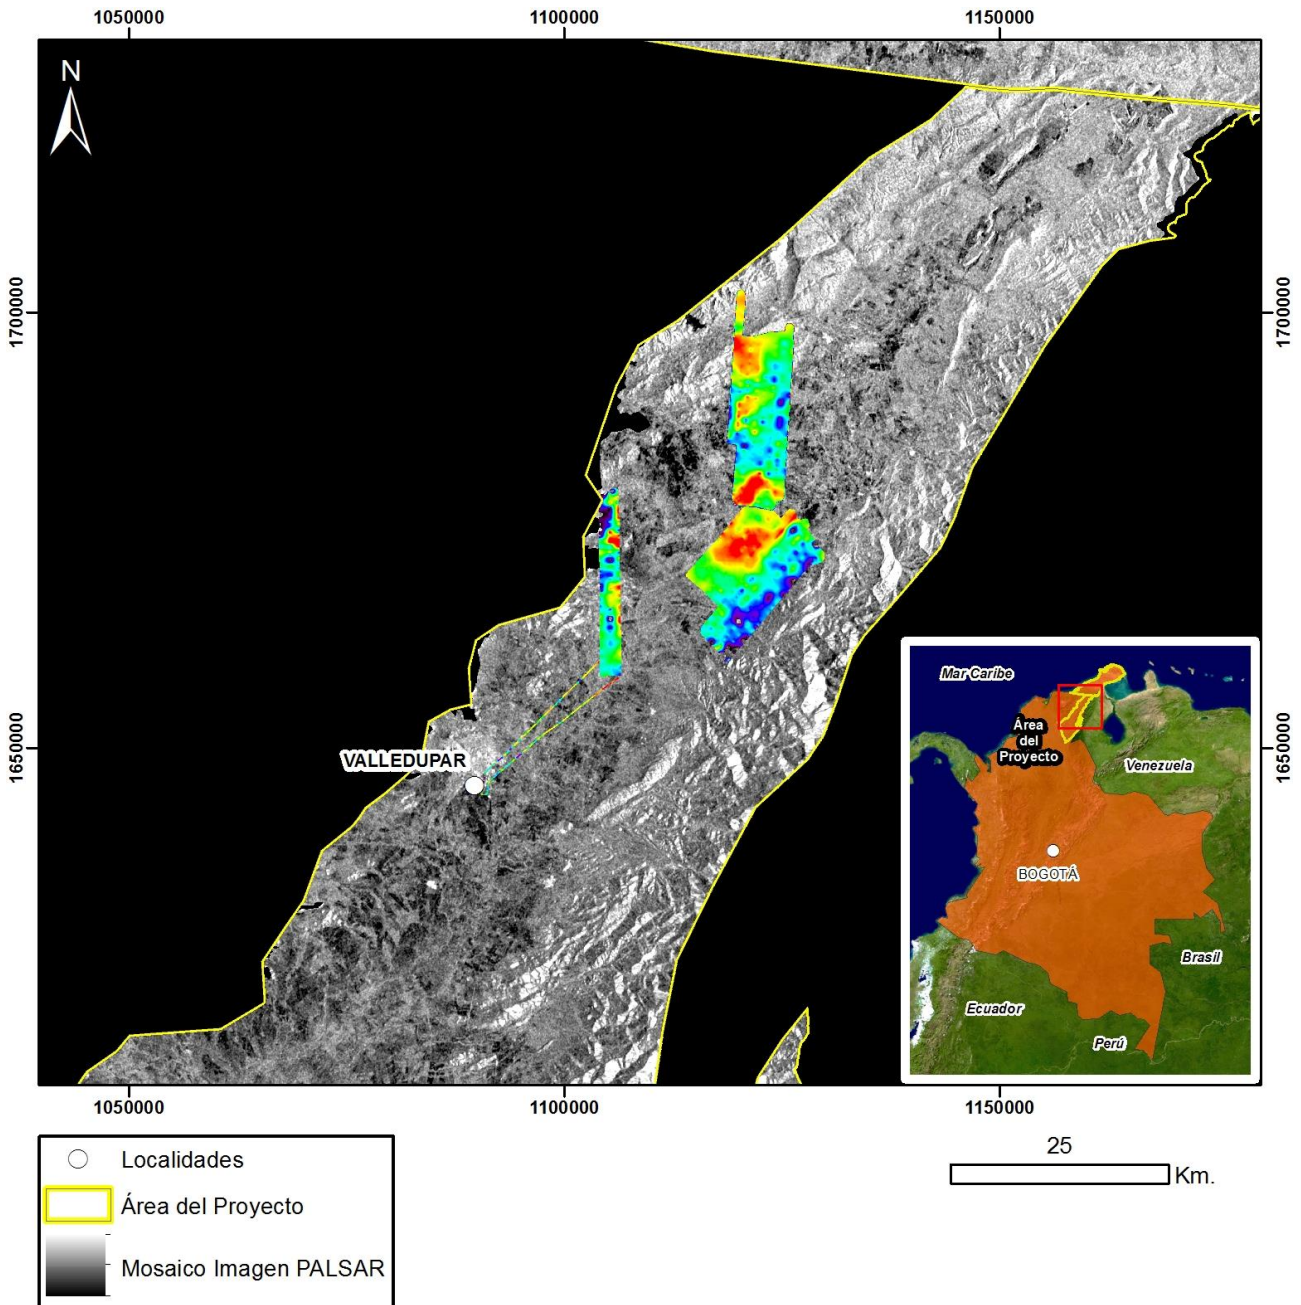 1050000
1100000
1150000
N
1700000
1700000
1650000
1650000
VALLEDUPAR
Mar Caribe
Área
del
Proyecto
Venezuela
BOGOTÁ
Brasil
Ecuador
Perú
1050000
1100000
1150000
Localidades
Área del Proyecto
Mosaico Imagen PALSAR
25
Km.